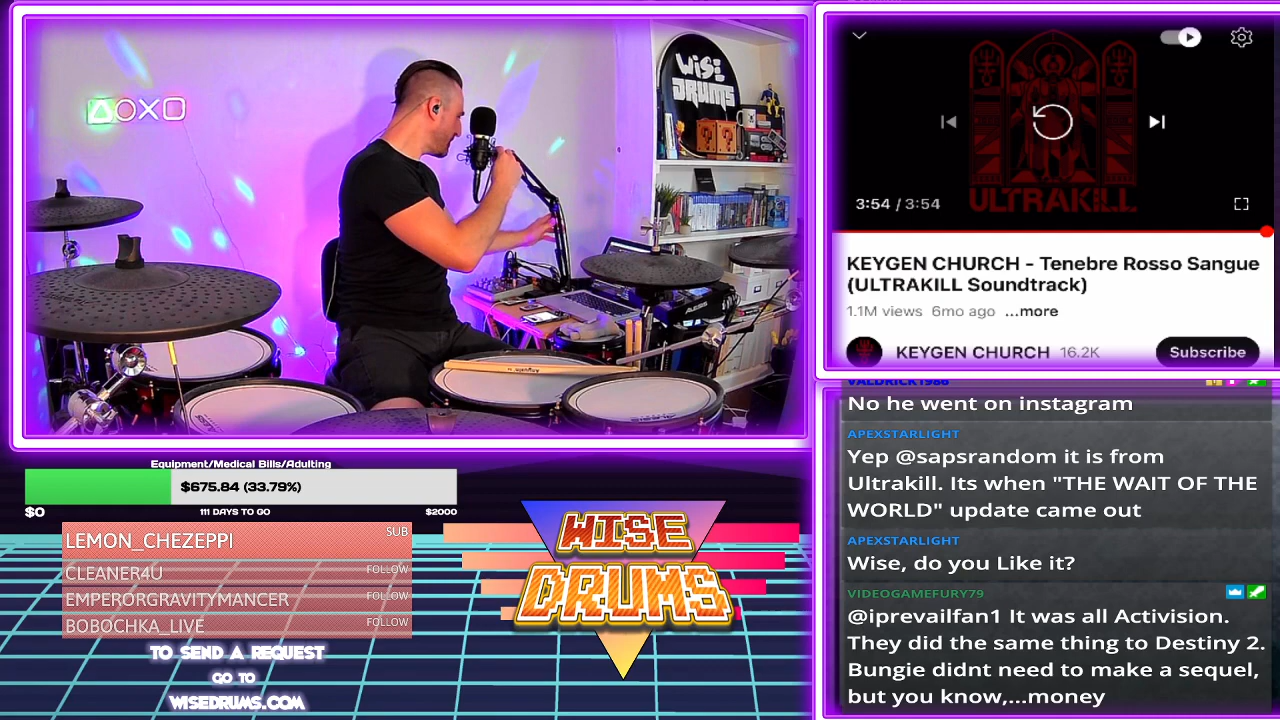 WISE
DRUMS
ULTRAKILL
3:54 / 3:54
KEYGEN CHURCH - Tenebre Rosso Sangue
(ULTRAKILL Soundtrack)
1.1M views 6mo ago ...more
KEYGEN CHURCH 16.2K
Subscribe
VALDRICK1986
No he went on instagram
APEXSTARLIGHT
Yep @sapsrandom it is from
Ultrakill. Its when "THE WAIT OF THE
WORLD" update came out
APEXSTARLIGHT
Wise, do you Like it?
VIDEOGAMEFURY79
@iprevailfan1 It was all Activision.
They did the same thing to Destiny 2.
Bungie didnt need to make a sequel,
but you know,...money
Equipment/Medical Bills/Adulting
$675.84 (33.79%)
$0
111 DAYS TO GO
$2000
LEMON_CHEZEPPI SUB
CLEANER4U FOLLOW
EMPERORGRAVITYMANCER FOLLOW
BOBOCHKA_LIVE FOLLOW
TO SEND A REQUEST
GO TO
WISEDRUMS.COM
WISE
DRUMS